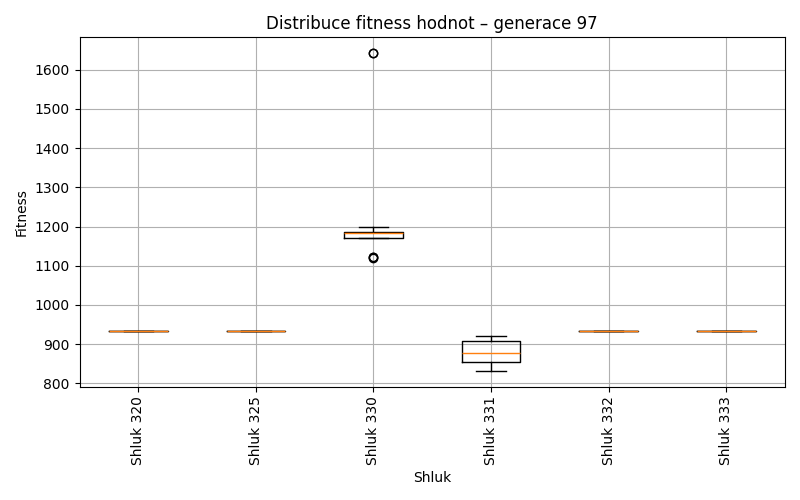 Distribuce fitness hodnot – generace 97
Fitness
1600
1500
1400
1300
1200
1100
1000
900
800
Shluk 320
Shluk 325
Shluk 330
Shluk 331
Shluk 332
Shluk 333
Shluk